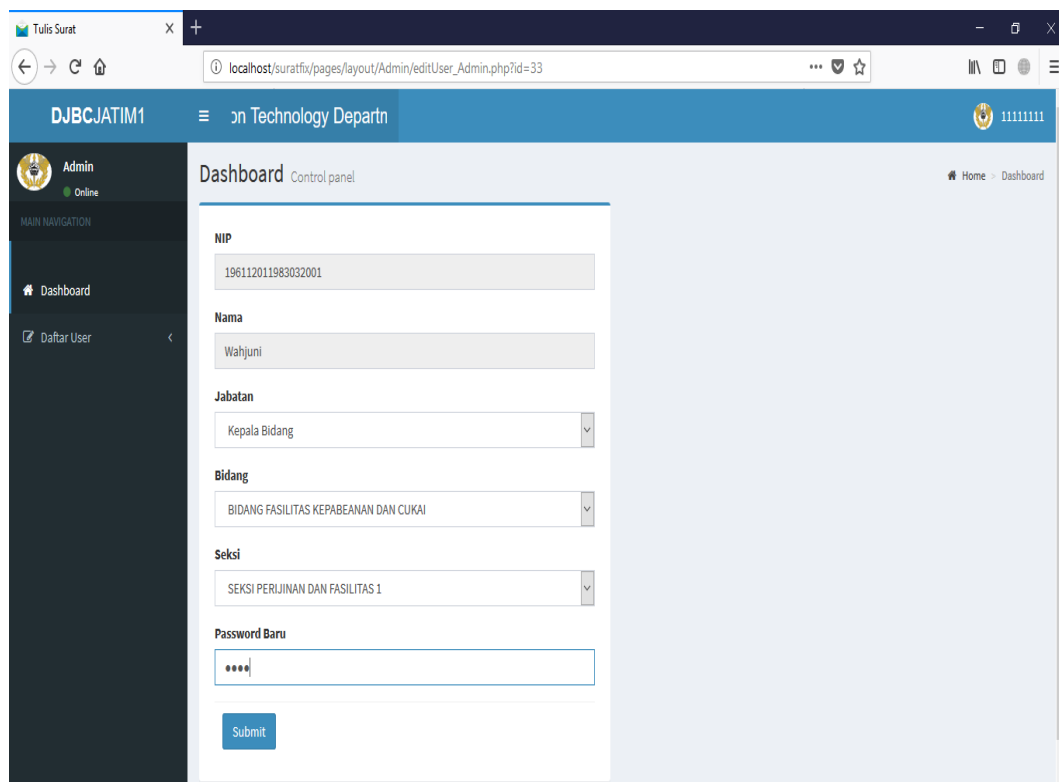 Tulis Surat
localhost/suratfix/pages/layout/Admin/editUser_Admin.php?id=33
DJBCJATIM1
on Technology Departn
11111111
Admin
Online
MAIN NAVIGATION
Dashboard
Daftar User
Dashboard Control panel
Home > Dashboard
NIP
196112011983032001
Nama
Wahjuni
Jabatan
Kepala Bidang
Bidang
BIDANG FASILITAS KEPABEANAN DAN CUKAI
Seksi
SEKSI PERIJINAN DAN FASILITAS 1
Password Baru
••••
Submit